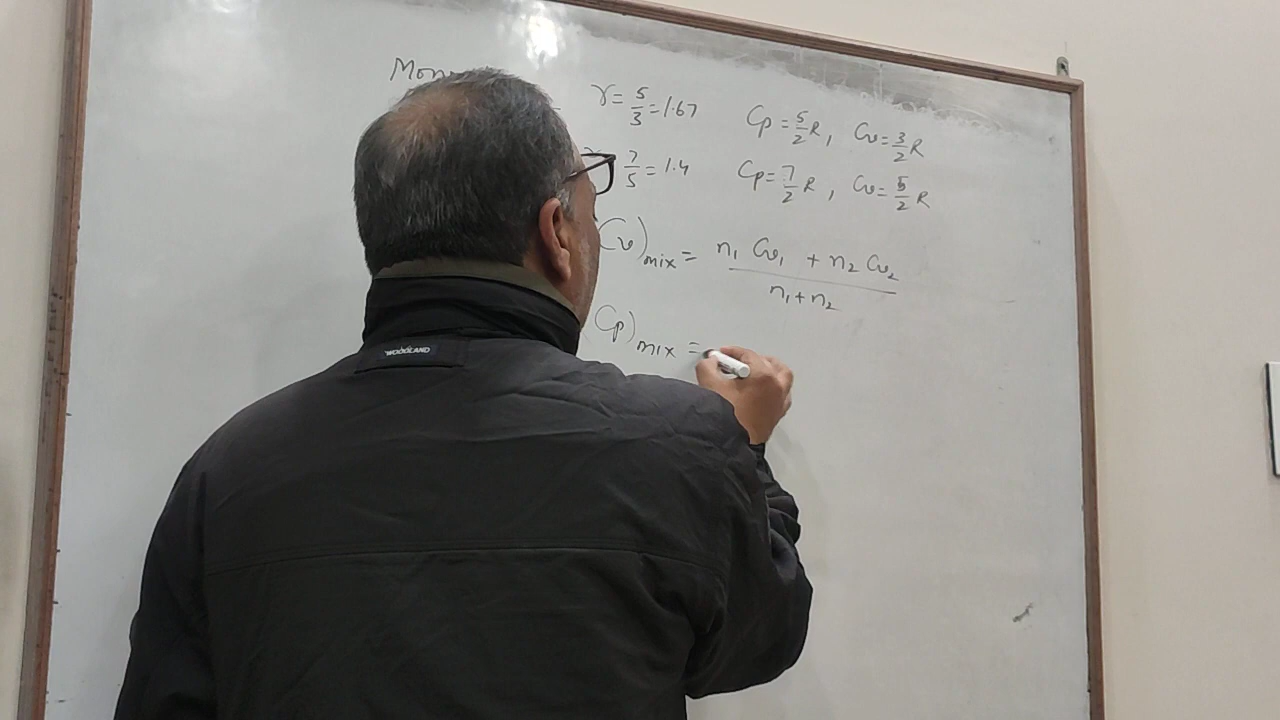 γ = 5/3 = 1.67 Cp = 5/2 R, Cv = 3/2 R
7/5 = 1.4 Cp = 7/2 R, Cv = 5/2 R
(Cv)mix = n1 Cv1 + n2 Cv2
n1 + n2
(Cp)mix =
WOODLAND